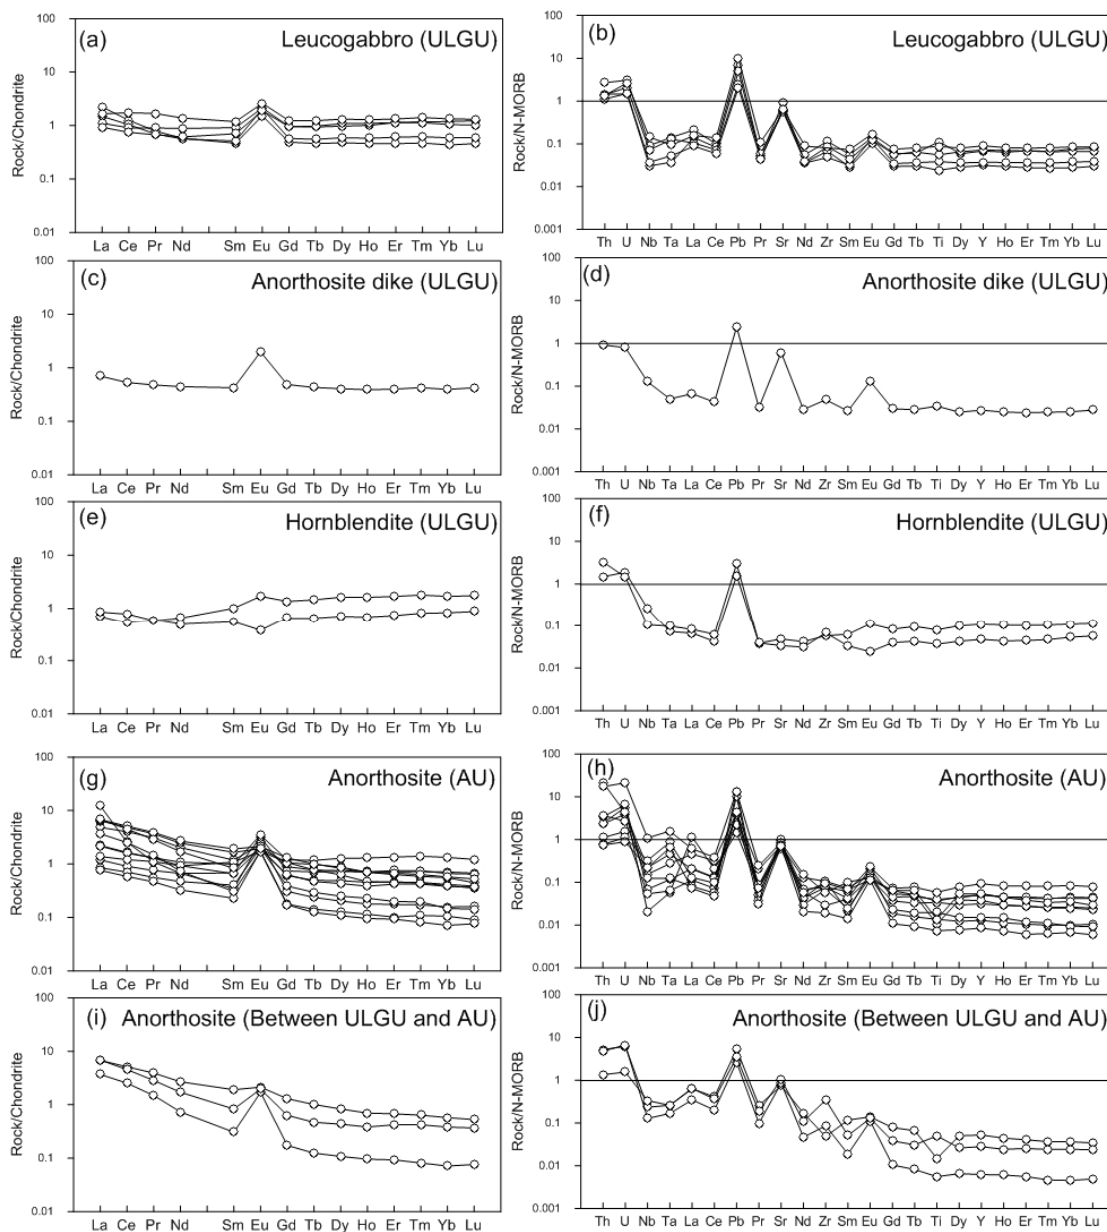 (a) Leucogabbro (ULGU)
Rock/Chondrite
100
10
1
0.1
0.01
La Ce Pr Nd Sm Eu Gd Tb Dy Ho Er Tm Yb Lu
(b) Leucogabbro (ULGU)
Rock/N-MORB
100
10
1
0.1
0.01
0.001
Th U Nb Ta La Ce Pb Pr Sr Nd Zr Sm Eu Gd Tb Ti Dy Y Ho Er Tm Yb Lu
(c) Anorthosite dike (ULGU)
Rock/Chondrite
100
10
1
0.1
0.01
La Ce Pr Nd Sm Eu Gd Tb Dy Ho Er Tm Yb Lu
(d) Anorthosite dike (ULGU)
Rock/N-MORB
100
10
1
0.1
0.01
0.001
Th U Nb Ta La Ce Pb Pr Sr Nd Zr Sm Eu Gd Tb Ti Dy Y Ho Er Tm Yb Lu
(e) Hornblendite (ULGU)
Rock/Chondrite
100
10
1
0.1
0.01
La Ce Pr Nd Sm Eu Gd Tb Dy Ho Er Tm Yb Lu
(f) Hornblendite (ULGU)
Rock/N-MORB
100
10
1
0.1
0.01
0.001
Th U Nb Ta La Ce Pb Pr Sr Nd Zr Sm Eu Gd Tb Ti Dy Y Ho Er Tm Yb Lu
(g) Anorthosite (AU)
Rock/Chondrite
100
10
1
0.1
0.01
La Ce Pr Nd Sm Eu Gd Tb Dy Ho Er Tm Yb Lu
(h) Anorthosite (AU)
Rock/N-MORB
100
10
1
0.1
0.01
0.001
Th U Nb Ta La Ce Pb Pr Sr Nd Zr Sm Eu Gd Tb Ti Dy Y Ho Er Tm Yb Lu
(i) Anorthosite (Between ULGU and AU)
Rock/Chondrite
100
10
1
0.1
0.01
La Ce Pr Nd Sm Eu Gd Tb Dy Ho Er Tm Yb Lu
(j) Anorthosite (Between ULGU and AU)
Rock/N-MORB
100
10
1
0.1
0.01
0.001
Th U Nb Ta La Ce Pb Pr Sr Nd Zr Sm Eu Gd Tb Ti Dy Y Ho Er Tm Yb Lu